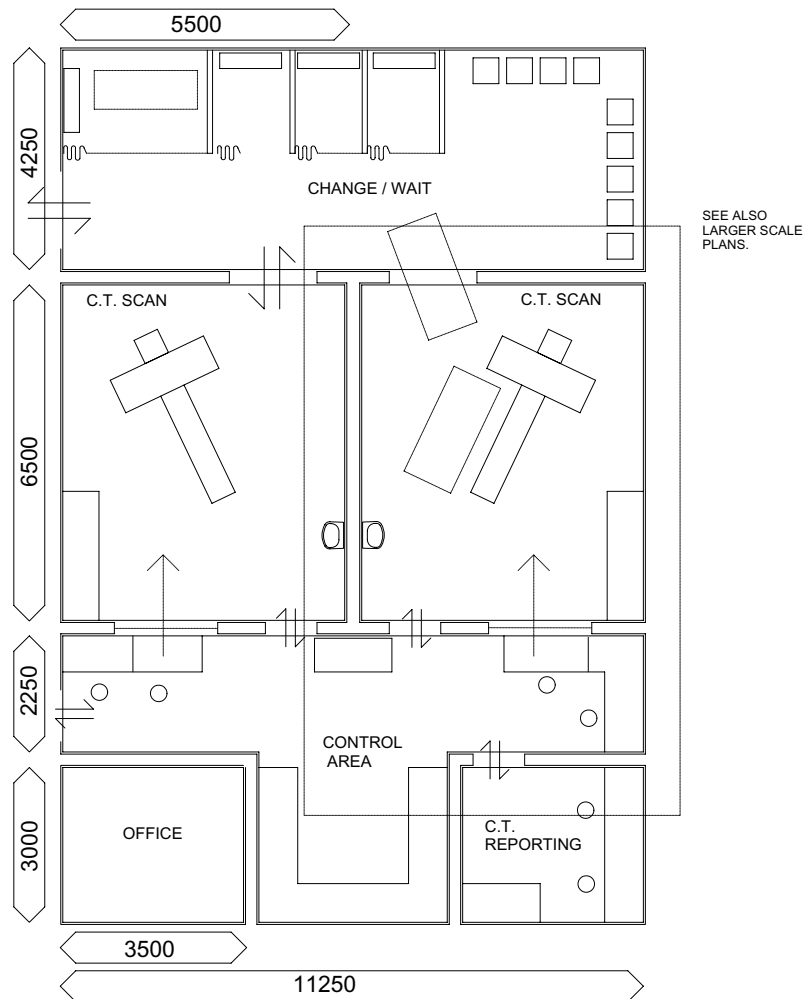 5500
4250
CHANGE / WAIT
SEE ALSO
LARGER SCALE
PLANS.
C.T. SCAN
C.T. SCAN
6500
2250
CONTROL
AREA
3000
OFFICE
C.T.
REPORTING
3500
11250